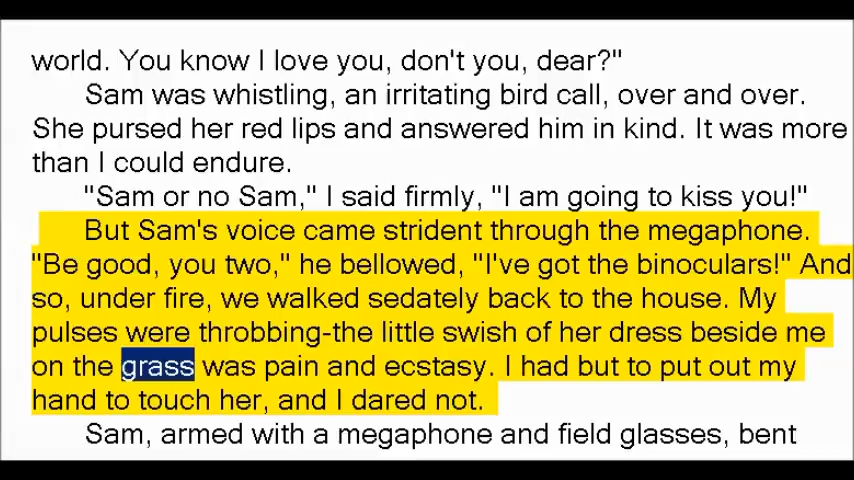 world. You know I love you, don't you, dear?"
Sam was whistling, an irritating bird call, over and over.
She pursed her red lips and answered him in kind. It was more
than I could endure.
"Sam or no Sam," I said firmly, "I am going to kiss you!"
But Sam's voice came strident through the megaphone.
"Be good, you two," he bellowed, "I've got the binoculars!" And
so, under fire, we walked sedately back to the house. My
pulses were throbbing-the little swish of her dress beside me
on the grass was pain and ecstasy. I had but to put out my
hand to touch her, and I dared not.
Sam, armed with a megaphone and field glasses, bent